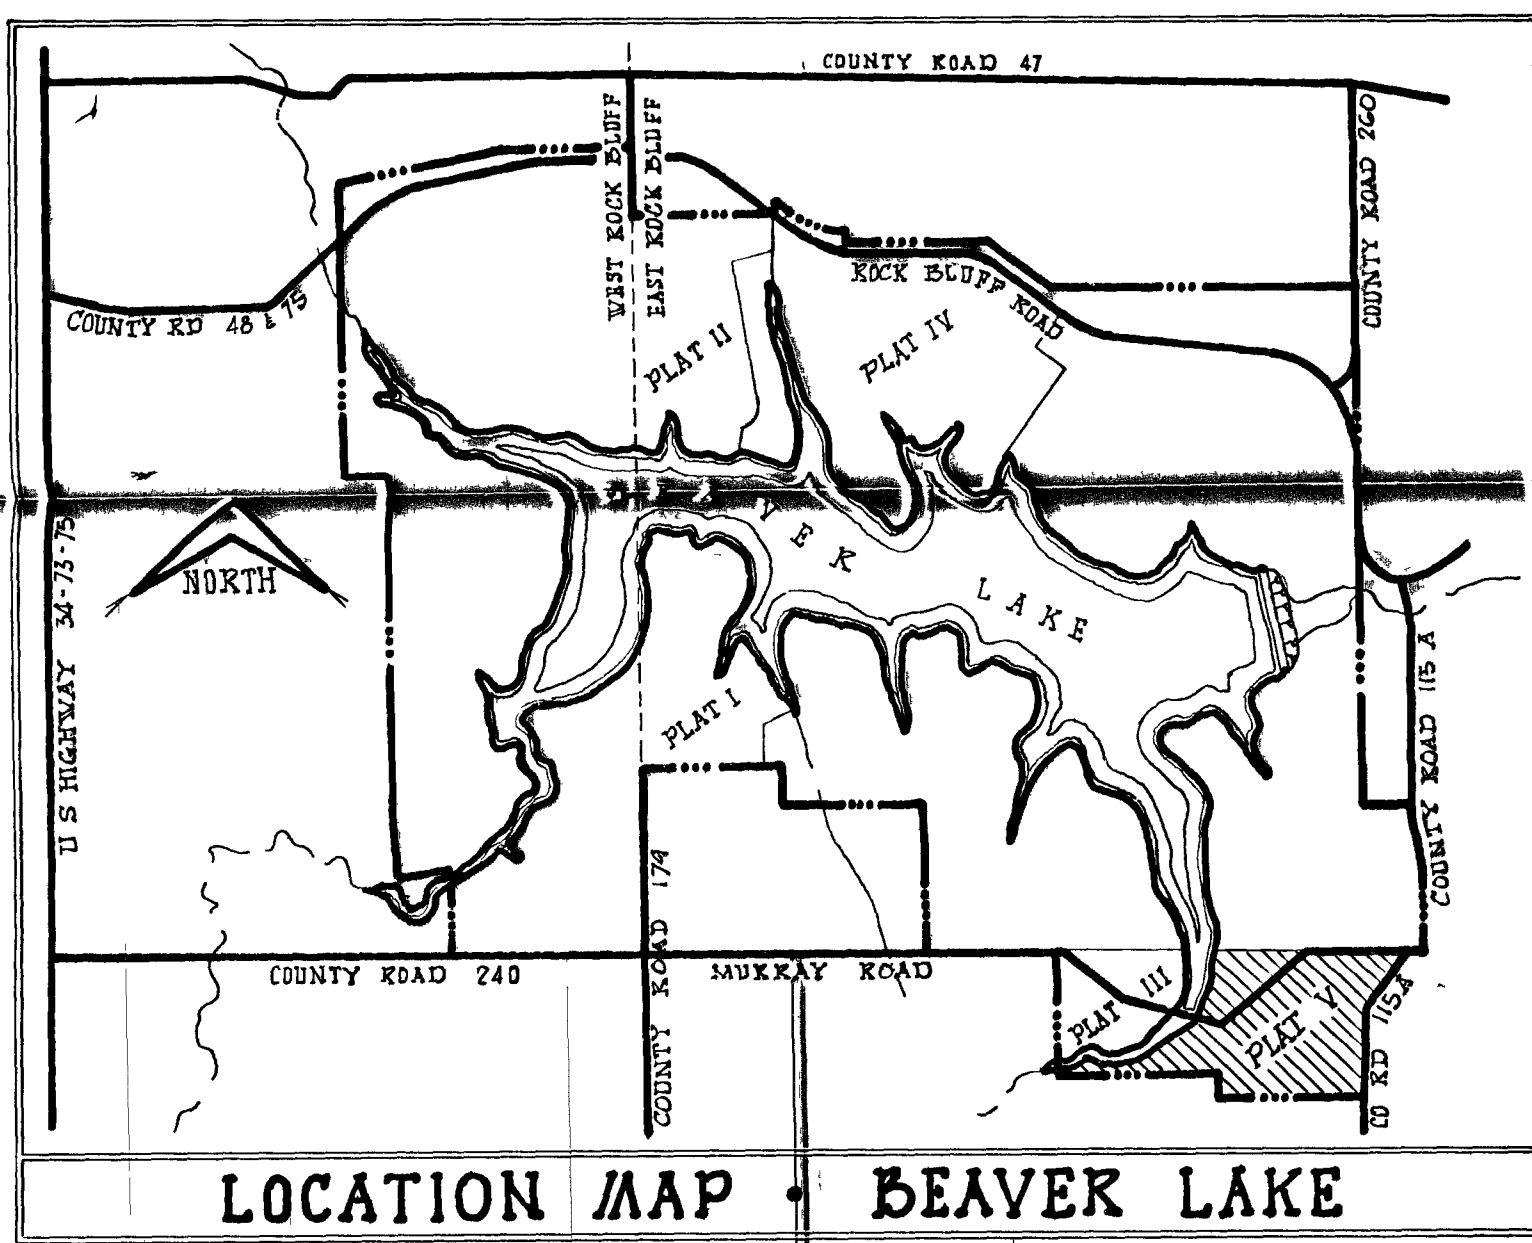 COUNTY ROAD 47
WEST ROCK BLUFF
EAST ROCK BLUFF
COUNTY ROAD 260
COUNTY RD 48 & 75
ROCK BLUFF ROAD
PLAT II
PLAT IV
BEAVER
LAKE
NORTH
U S HIGHWAY 34-73-75
PLAT I
COUNTY ROAD 115 A
COUNTY ROAD 174
COUNTY ROAD 240
MURRAY ROAD
PLAT III
PLAT V
CO RD 115A
LOCATION MAP • BEAVER LAKE